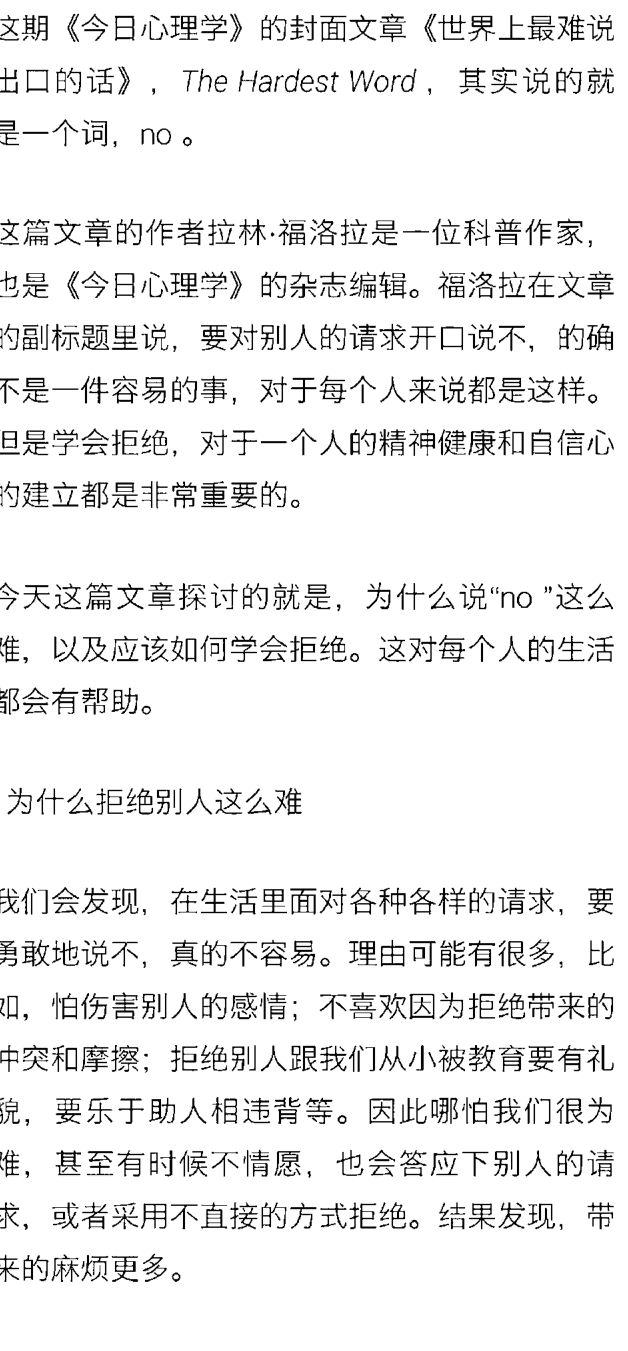 这期《今日心理学》的封面文章《世界上最难说
出口的话》，The Hardest Word，其实说的就
是一个词，no 。
这篇文章的作者拉林·福洛拉是一位科普作家，
也是《今日心理学》的杂志编辑。福洛拉在文章
的副标题里说，要对别人的请求开口说不，的确
不是一件容易的事，对于每个人来说都是这样。
但是学会拒绝，对于一个人的精神健康和自信心
的建立都是非常重要的。
今天这篇文章探讨的就是，为什么说“no ”这么
难，以及应该如何学会拒绝。这对每个人的生活
都会有帮助。
为什么拒绝别人这么难
我们会发现，在生活里面对各种各样的请求，要
勇敢地说不，真的不容易。理由可能有很多，比
如，怕伤害别人的感情；不喜欢因为拒绝带来的
冲突和摩擦；拒绝别人跟我们从小被教育要有礼
貌，要乐于助人相违背等。因此哪怕我们很为
难，甚至有时候不情愿，也会答应下别人的请
求，或者采用不直接的方式拒绝。结果发现，带
来的麻烦更多。